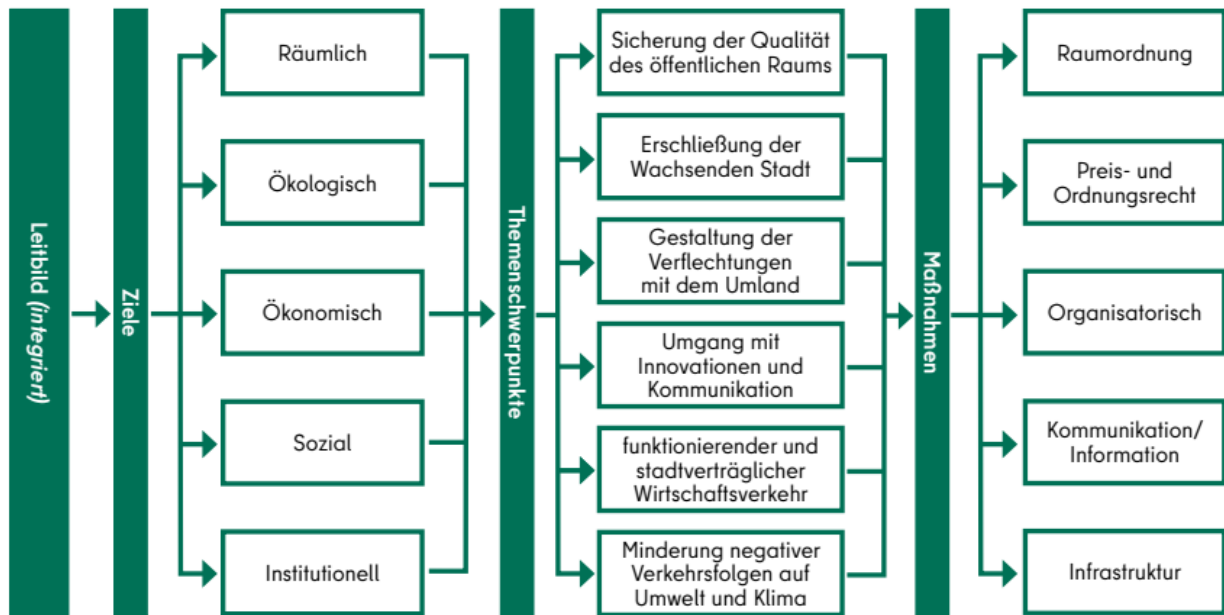 Leitbild (integriert)
Ziele
Räumlich
Ökologisch
Ökonomisch
Sozial
Institutionell
Themenschwerpunkte
Sicherung der Qualität
des öffentlichen Raums
Erschließung der
Wachsenden Stadt
Gestaltung der
Verflechtungen
mit dem Umland
Umgang mit
Innovationen und
Kommunikation
funktionierender und
stadtverträglicher
Wirtschaftsverkehr
Minderung negativer
Verkehrsfolgen auf
Umwelt und Klima
Maßnahmen
Raumordnung
Preis- und
Ordnungsrecht
Organisatorisch
Kommunikation/
Information
Infrastruktur